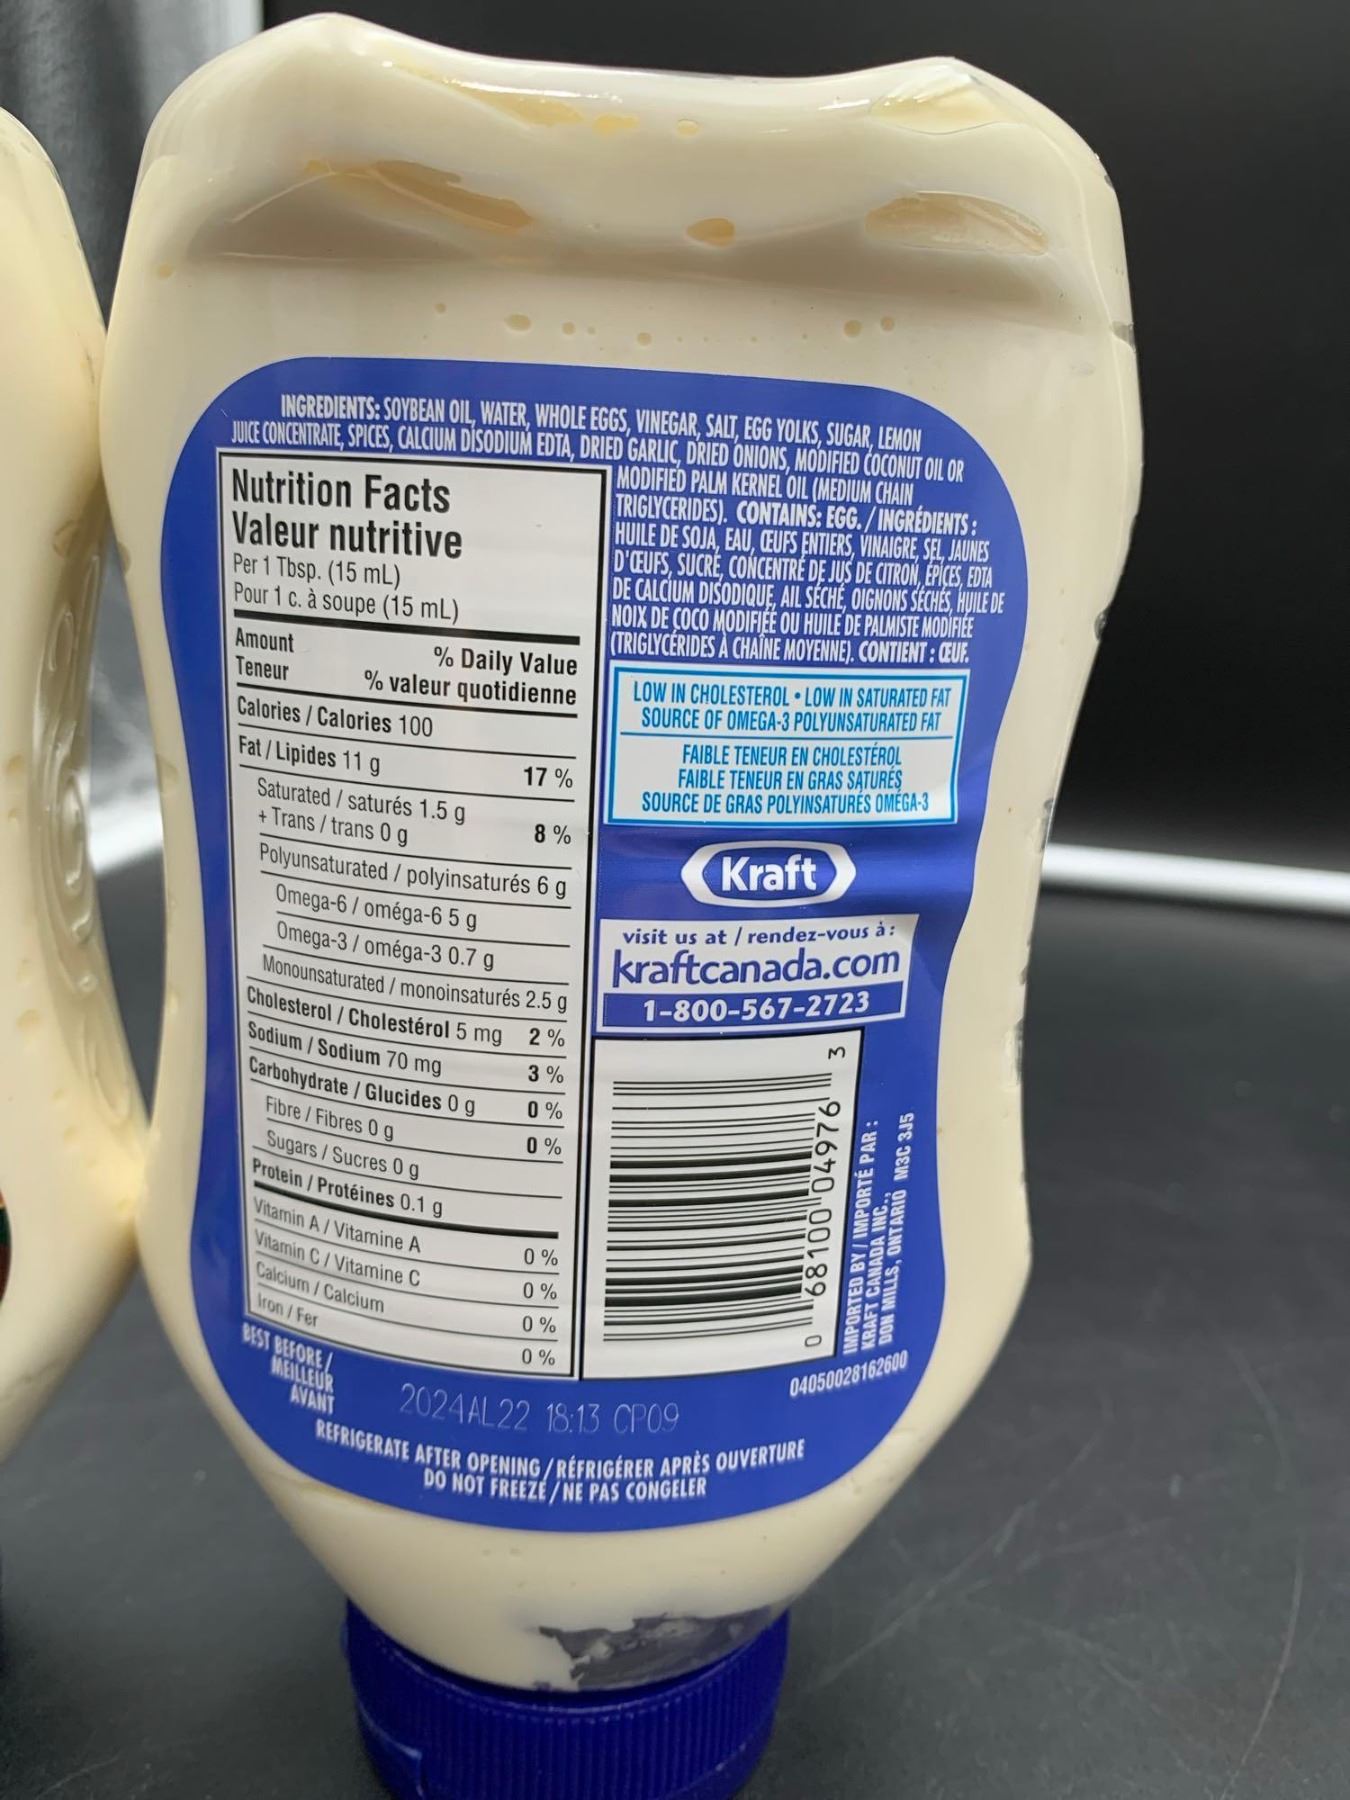 INGREDIENTS: SOYBEAN OIL, WATER, WHOLE EGGS, VINEGAR, SALT, EGG YOLKS, SUGAR, LEMON
JUICE CONCENTRATE, SPICES, CALCIUM DISODIUM EDTA, DRIED GARLIC, DRIED ONIONS, MODIFIED COCONUT OIL OR
MODIFIED PALM KERNEL OIL (MEDIUM CHAIN
TRIGLYCERIDES). CONTAINS: EGG. / INGRÉDIENTS :
HUILE DE SOJA, EAU, ŒUFS ENTIERS, VINAIGRE, SEL, JAUNES
D'ŒUFS, SUCRE, CONCENTRÉ DE JUS DE CITRON, ÉPICES, EDTA
DE CALCIUM DISODIQUE, AIL SÉCHÉ, OIGNONS SÉCHÉS, HUILE DE
NOIX DE COCO MODIFIÉE OU HUILE DE PALMISTE MODIFIÉE
(TRIGLYCÉRIDES À CHAÎNE MOYENNE). CONTIENT : ŒUF.
Nutrition Facts
Valeur nutritive
Per 1 Tbsp. (15 mL)
Pour 1 c. à soupe (15 mL)
Amount % Daily Value
Teneur % valeur quotidienne
Calories / Calories 100
Fat / Lipides 11 g 17 %
Saturated / saturés 1.5 g
+ Trans / trans 0 g 8 %
Polyunsaturated / polyinsaturés 6 g
Omega-6 / oméga-6 5 g
Omega-3 / oméga-3 0.7 g
Monounsaturated / monoinsaturés 2.5 g
Cholesterol / Cholestérol 5 mg 2 %
Sodium / Sodium 70 mg 3 %
Carbohydrate / Glucides 0 g 0 %
Fibre / Fibres 0 g 0 %
Sugars / Sucres 0 g
Protein / Protéines 0.1 g
Vitamin A / Vitamine A 0 %
Vitamin C / Vitamine C 0 %
Calcium / Calcium 0 %
Iron / Fer 0 %
LOW IN CHOLESTEROL • LOW IN SATURATED FAT
SOURCE OF OMEGA-3 POLYUNSATURATED FAT
FAIBLE TENEUR EN CHOLESTÉROL
FAIBLE TENEUR EN GRAS SATURÉS
SOURCE DE GRAS POLYINSATURÉS OMÉGA-3
Kraft
visit us at / rendez-vous à :
kraftcanada.com
1-800-567-2723
0 68100 04976 3
IMPORTED BY / IMPORTÉ PAR :
KRAFT CANADA INC.,
DON MILLS, ONTARIO M3C 3J5
04050028162600
BEST BEFORE /
MEILLEUR
AVANT
2024AL22 18:13 CP09
REFRIGERATE AFTER OPENING / RÉFRIGÉRER APRÈS OUVERTURE
DO NOT FREEZE / NE PAS CONGELER